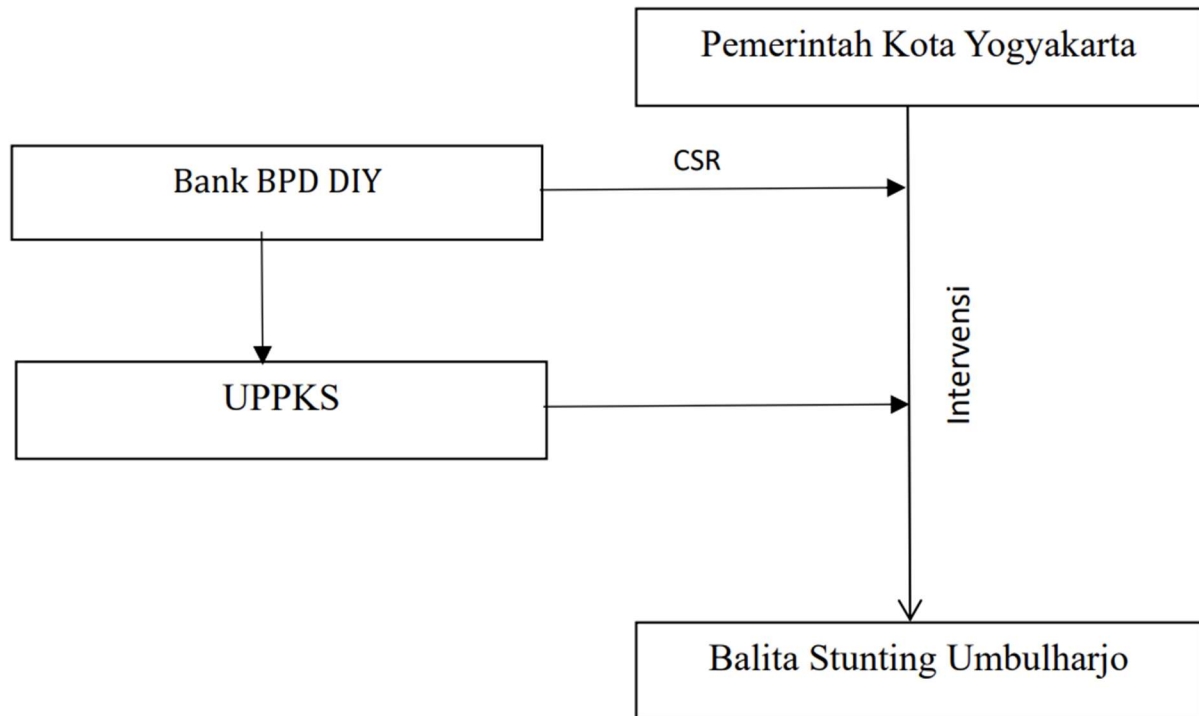 Pemerintah Kota Yogyakarta
Bank BPD DIY
CSR
Intervensi
UPPKS
Balita Stunting Umbulharjo